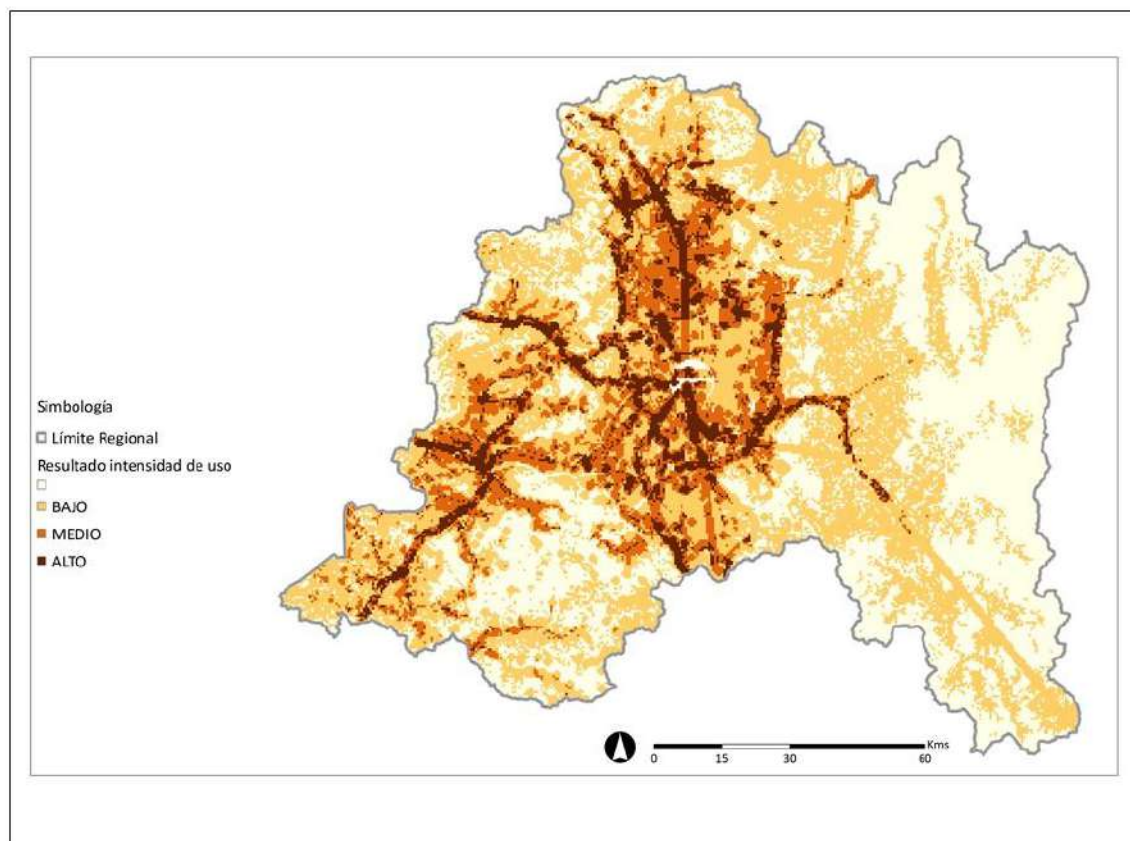 Simbología
Límite Regional
Resultado intensidad de uso
BAJO
MEDIO
ALTO
Kms
0 15 30 60